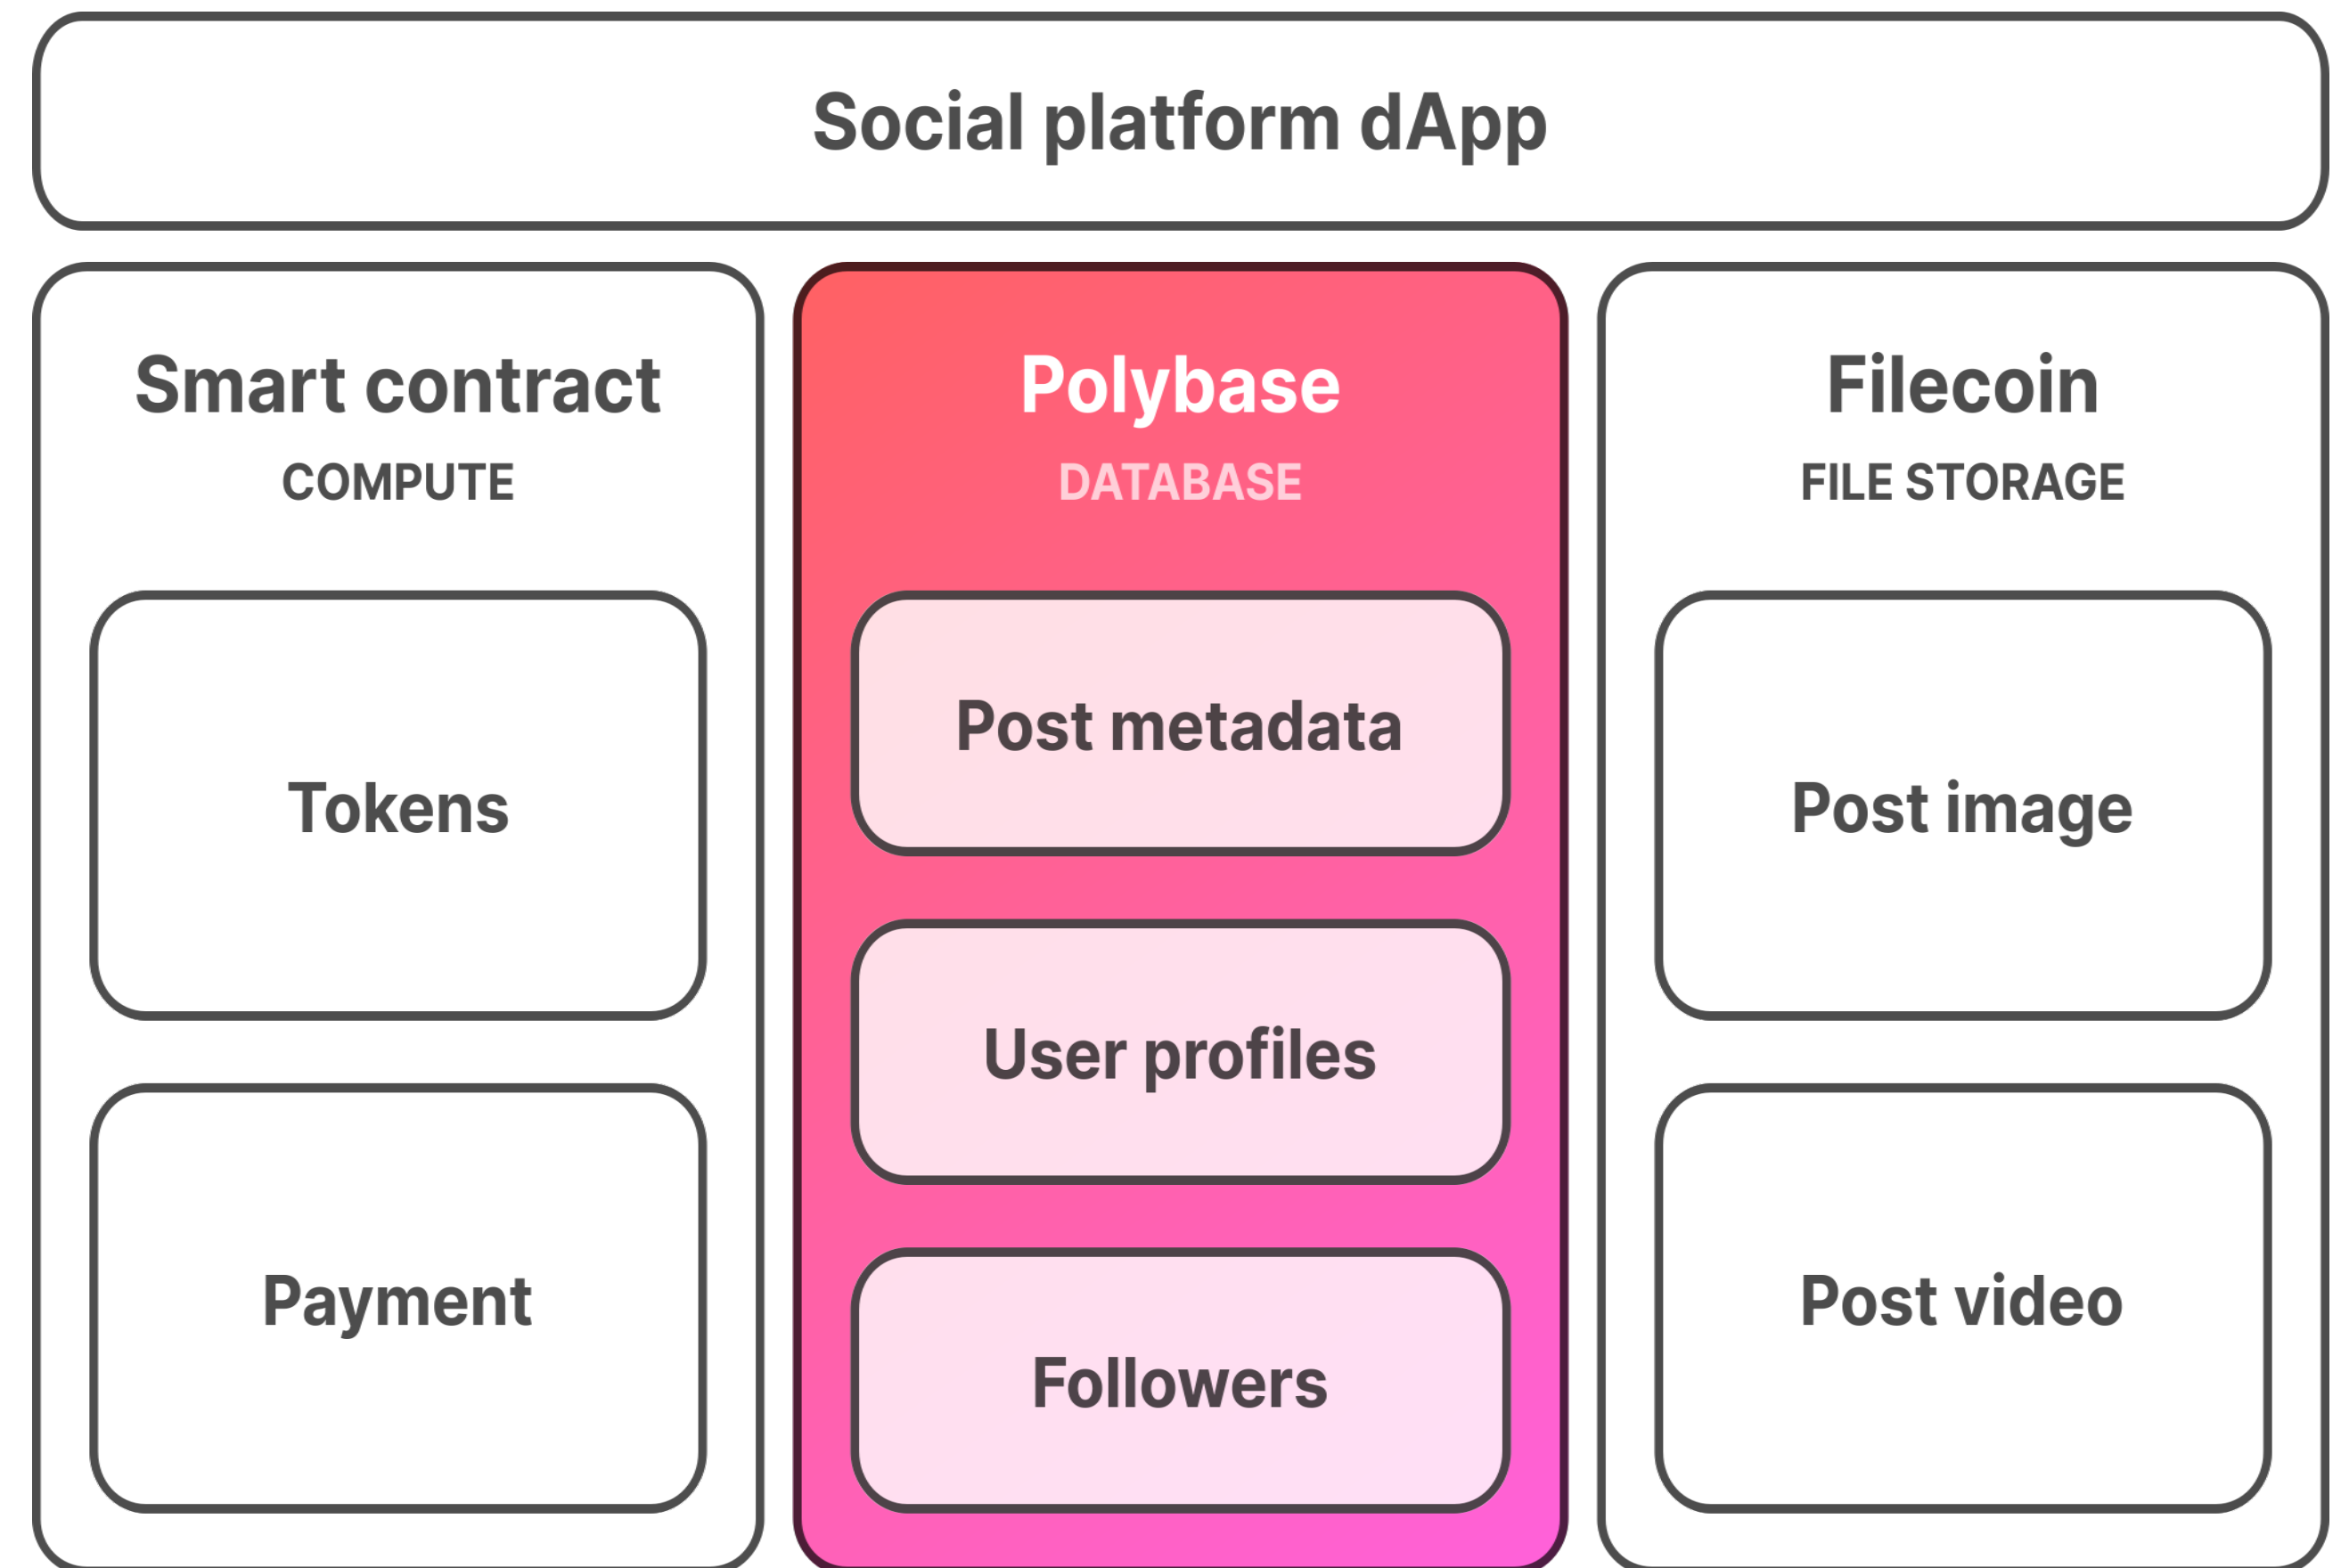 Social platform dApp
Smart contract
COMPUTE
Tokens
Payment
Polybase
DATABASE
Post metadata
User profiles
Followers
Filecoin
FILE STORAGE
Post image
Post video